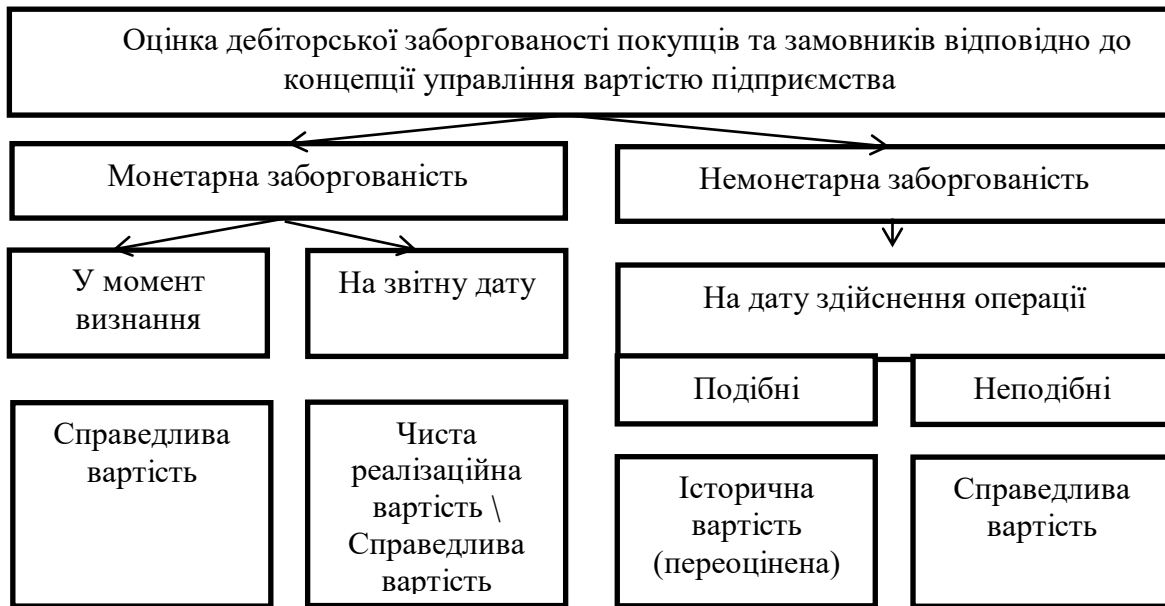 Оцінка дебіторської заборгованості покупців та замовників відповідно до
концепції управління вартістю підприємства
Монетарна заборгованість
Немонетарна заборгованість
У момент
визнання
На звітну дату
На дату здійснення операції
Подібні
Неподібні
Справедлива
вартість
Чиста
реалізаційна
вартість \
Справедлива
вартість
Історична
вартість
(переоцінена)
Справедлива
вартість